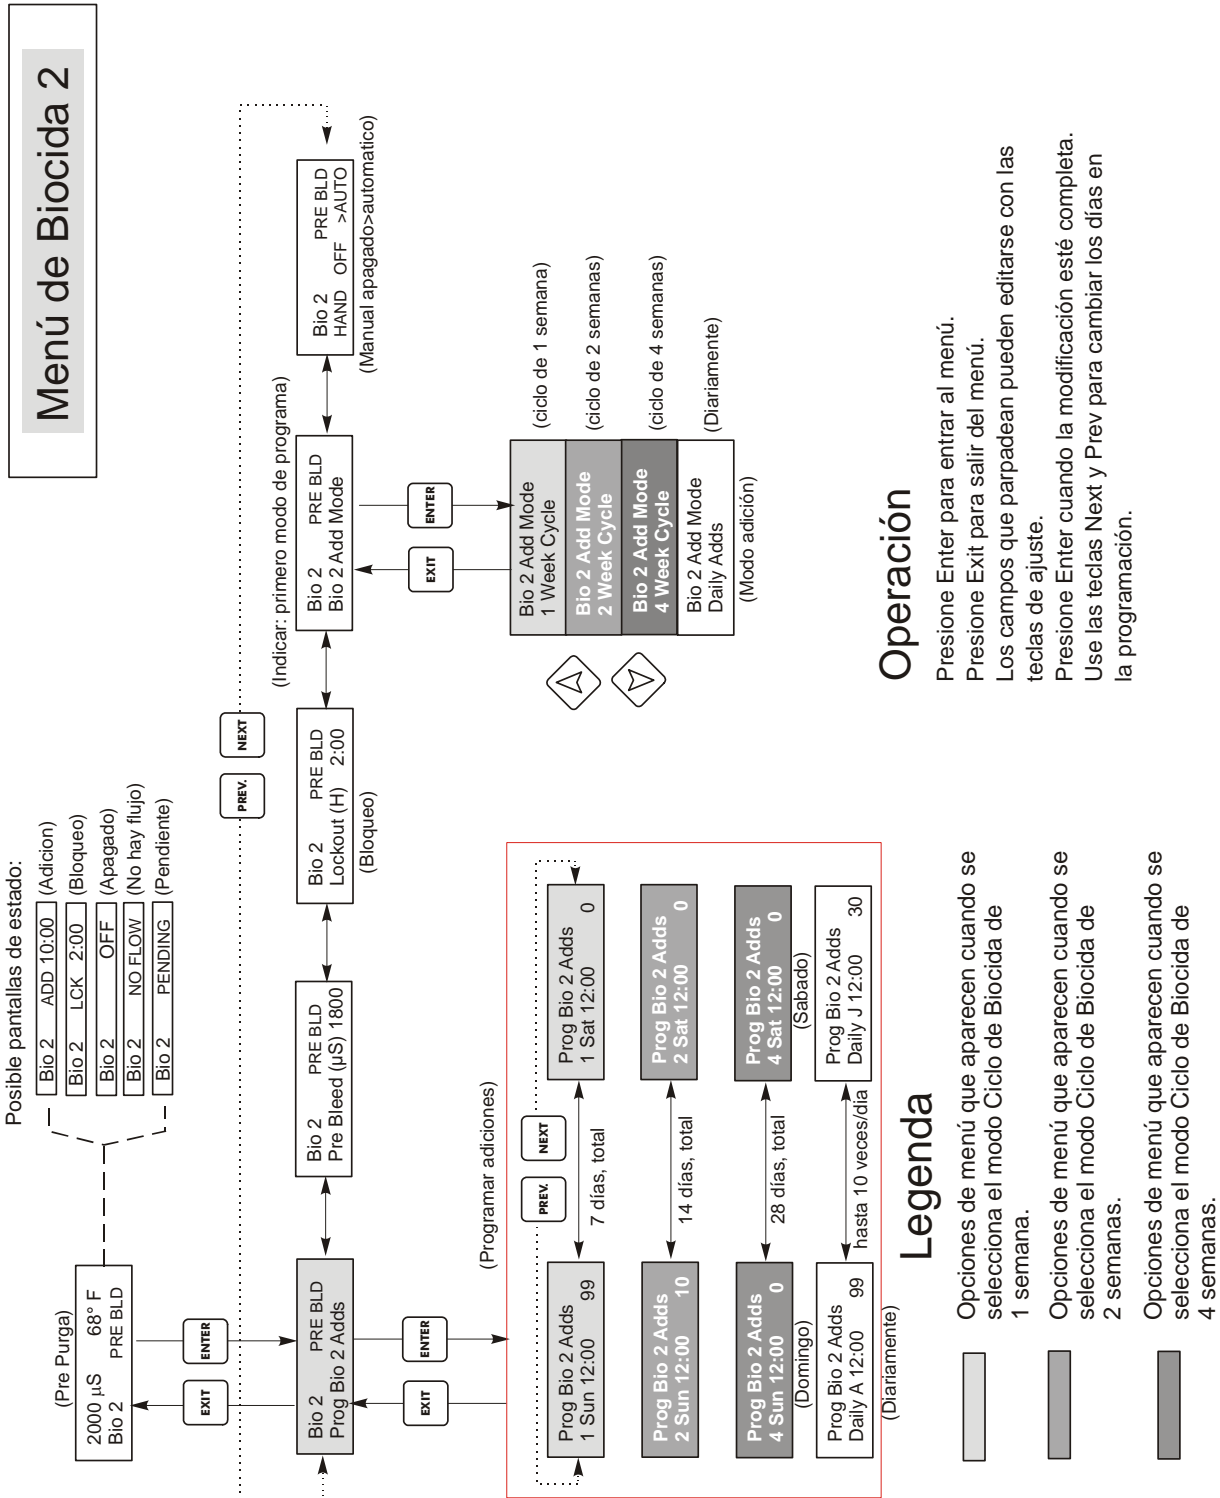 Menú de Biocida 2
Posible pantallas de estado:
Bio 2 ADD 10:00 (Adicion)
Bio 2 LCK 2:00 (Bloqueo)
Bio 2 OFF (Apagado)
Bio 2 NO FLOW (No hay flujo)
Bio 2 PENDING (Pendiente)
(Pre Purga)
2000 µS 68° F
Bio 2 PRE BLD
EXIT
ENTER
PREV.
NEXT
Bio 2 PRE BLD
Prog Bio 2 Adds
Bio 2 PRE BLD
Pre Bleed (µS) 1800
Bio 2 PRE BLD
Lockout (H) 2:00
(Bloqueo)
(Indicar: primero modo de programa)
Bio 2 PRE BLD
Bio 2 Add Mode
Bio 2 PRE BLD
HAND OFF >AUTO
(Manual apagado>automatico)
EXIT
ENTER
(Programar adiciones)
PREV.
NEXT
Prog Bio 2 Adds
1 Sun 12:00 99
7 días, total
Prog Bio 2 Adds
1 Sat 12:00 0
Prog Bio 2 Adds
2 Sun 12:00 10
14 días, total
Prog Bio 2 Adds
2 Sat 12:00 0
Prog Bio 2 Adds
4 Sun 12:00 0
(Domingo)
28 días, total
Prog Bio 2 Adds
4 Sat 12:00 0
(Sabado)
Prog Bio 2 Adds
Daily A 12:00 99
(Diariamente)
hasta 10 veces/dia
Prog Bio 2 Adds
Daily J 12:00 30
EXIT
ENTER
Bio 2 Add Mode
1 Week Cycle
(ciclo de 1 semana)
Bio 2 Add Mode
2 Week Cycle
(ciclo de 2 semanas)
Bio 2 Add Mode
4 Week Cycle
(ciclo de 4 semanas)
Bio 2 Add Mode
Daily Adds
(Diariamente)
(Modo adición)
Legenda
Opciones de menú que aparecen cuando se
selecciona el modo Ciclo de Biocida de
1 semana.
Opciones de menú que aparecen cuando se
selecciona el modo Ciclo de Biocida de
2 semanas.
Opciones de menú que aparecen cuando se
selecciona el modo Ciclo de Biocida de
4 semanas.
Operación
Presione Enter para entrar al menú.
Presione Exit para salir del menú.
Los campos que parpadean pueden editarse con las
teclas de ajuste.
Presione Enter cuando la modificación esté completa.
Use las teclas Next y Prev para cambiar los días en
la programación.